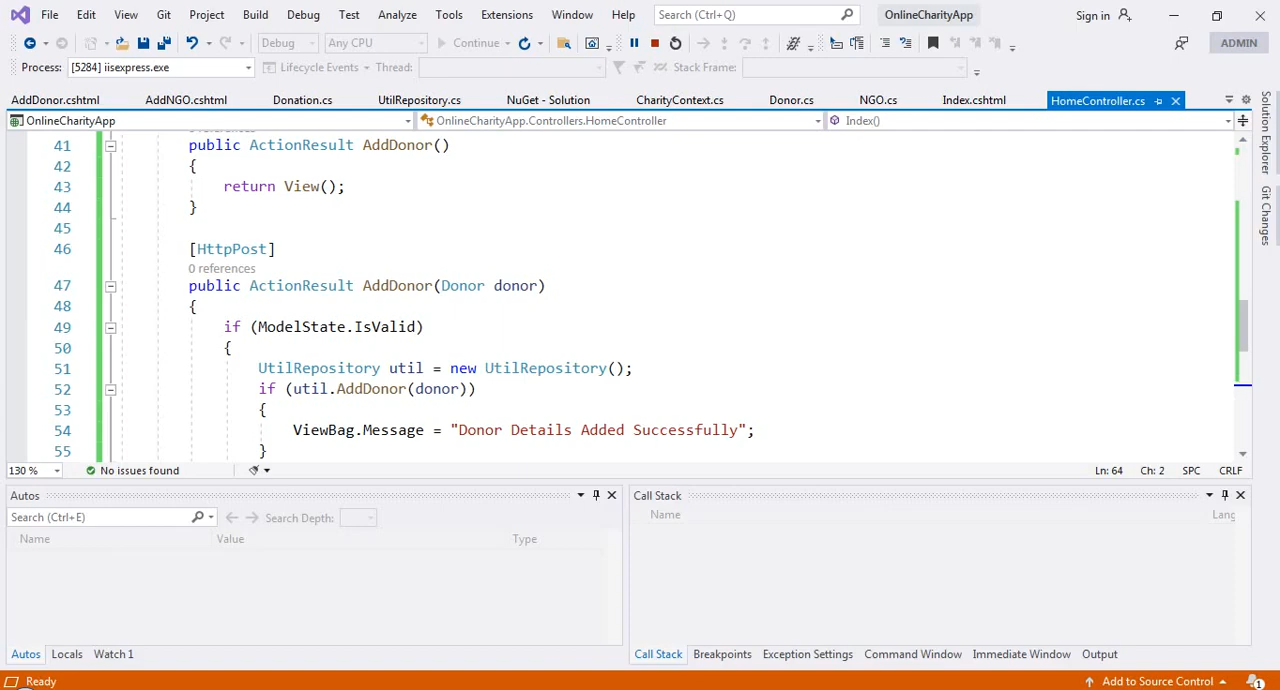 File Edit View Git Project Build Debug Test Analyze Tools Extensions Window Help Search (Ctrl+Q) OnlineCharityApp Sign in
Debug Any CPU Continue ADMIN
Process: [5284] iisexpress.exe Lifecycle Events Thread: Stack Frame:
AddDonor.cshtml AddNGO.cshtml Donation.cs UtilRepository.cs NuGet - Solution CharityContext.cs Donor.cs NGO.cs Index.cshtml HomeController.cs
OnlineCharityApp OnlineCharityApp.Controllers.HomeController Index()
41 public ActionResult AddDonor()
42 {
43 return View();
44 }
45
46 [HttpPost]
0 references
47 public ActionResult AddDonor(Donor donor)
48 {
49 if (ModelState.IsValid)
50 {
51 UtilRepository util = new UtilRepository();
52 if (util.AddDonor(donor))
53 {
54 ViewBag.Message = "Donor Details Added Successfully";
55 }
130 % No issues found Ln: 64 Ch: 2 SPC CRLF
Autos
Search (Ctrl+E) Search Depth:
Name Value Type
Autos Locals Watch 1
Call Stack
Name Lang
Call Stack Breakpoints Exception Settings Command Window Immediate Window Output
Ready Add to Source Control 1
Solution Explorer
Git Changes